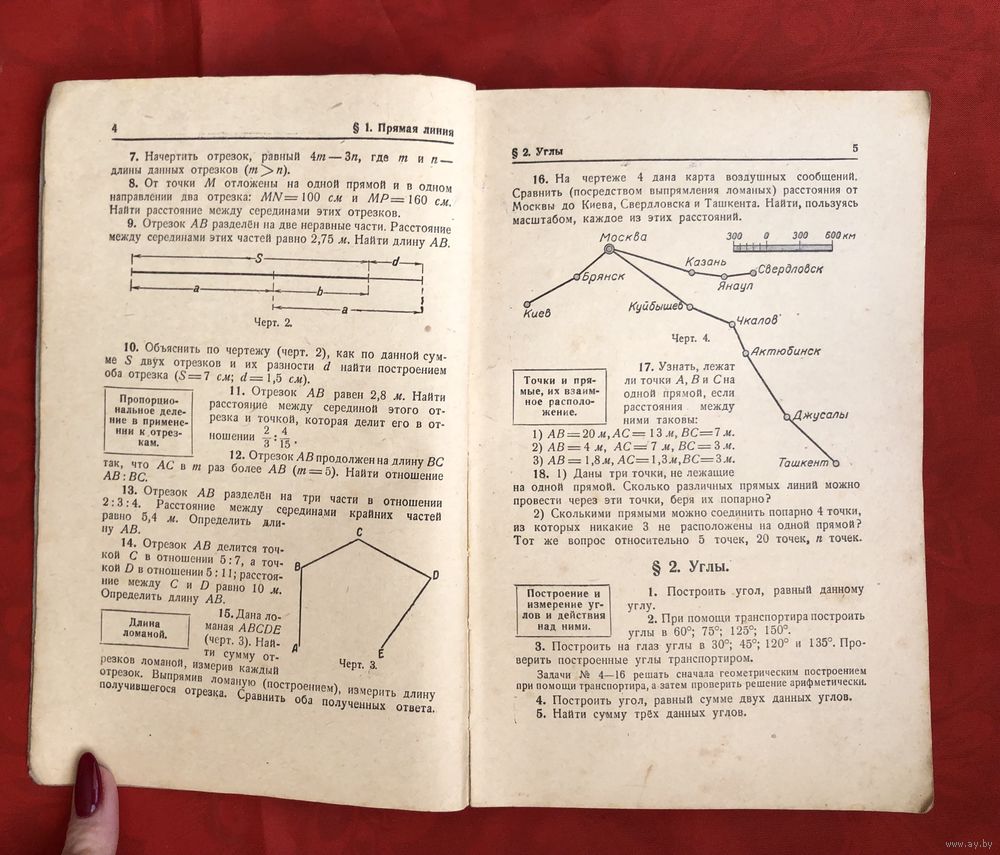 4
§ 1. Прямая линия
7. Начертить отрезок, равный 4m — 3n, где m и n —
длины данных отрезков (m > n).
8. От точки M отложены на одной прямой и в одном
направлении два отрезка: MN = 100 см и MP = 160 см.
Найти расстояние между серединами этих отрезков.
9. Отрезок AB разделён на две неравные части. Расстояние
между серединами этих частей равно 2,75 м. Найти длину AB.
S
d
a
b
a
Черт. 2.
10. Объяснить по чертежу (черт. 2), как по данной сум-
ме S двух отрезков и их разности d найти построением
оба отрезка (S = 7 см; d = 1,5 см).
Пропорцио-
нальное деле-
ние в примене-
нии к отрез-
кам.
11. Отрезок AB равен 2,8 м. Найти
расстояние между серединой этого от-
резка и точкой, которая делит его в от-
ношении 2/3 : 4/15.
12. Отрезок AB продолжен на длину BC
так, что AC в m раз более AB (m = 5). Найти отношение
AB : BC.
13. Отрезок AB разделён на три части в отношении
2 : 3 : 4. Расстояние между серединами крайних частей
равно 5,4 м. Определить дли-
ну AB.
14. Отрезок AB делится точ-
кой C в отношении 5 : 7, а точ-
кой D в отношении 5 : 11; расстоя-
ние между C и D равно 10 м.
Определить длину AB.
Длина
ломаной.
15. Дана ло-
маная ABCDE
(черт. 3). Най-
ти сумму от-
резков ломаной, измерив каждый
отрезок. Выпрямив ломаную (построением), измерить длину
получившегося отрезка. Сравнить оба полученных ответа.
C
B
D
A
E
Черт. 3.
§ 2. Углы
5
16. На чертеже 4 дана карта воздушных сообщений.
Сравнить (посредством выпрямления ломаных) расстояния от
Москвы до Киева, Свердловска и Ташкента. Найти, пользуясь
масштабом, каждое из этих расстояний.
Москва
300 0 300 600 км
Казань
Свердловск
Брянск
Янаул
Киев
Куйбышев
Чкалов
Черт. 4.
Актюбинск
Джусалы
Ташкент
Точки и пря-
мые, их взаим-
ное располо-
жение.
17. Узнать, лежат
ли точки A, B и C на
одной прямой, если
расстояния между
ними таковы:
1) AB = 20 м, AC = 13 м, BC = 7 м.
2) AB = 4 м, AC = 7 м, BC = 3 м.
3) AB = 1,8 м, AC = 1,3 м, BC = 3 м.
18. 1) Даны три точки, не лежащие
на одной прямой. Сколько различных прямых линий можно
провести через эти точки, беря их попарно?
2) Сколькими прямыми можно соединить попарно 4 точки,
из которых никакие 3 не расположены на одной прямой?
Тот же вопрос относительно 5 точек, 20 точек, n точек.
§ 2. Углы.
Построение и
измерение уг-
лов и действия
над ними.
1. Построить угол, равный данному
углу.
2. При помощи транспортира построить
углы в 60°; 75°; 125°; 150°.
3. Построить на глаз углы в 30°; 45°; 120° и 135°. Про-
верить построенные углы транспортиром.
Задачи № 4—16 решать сначала геометрическим построением
при помощи транспортира, а затем проверить решение арифметически.
4. Построить угол, равный сумме двух данных углов.
5. Найти сумму трёх данных углов.
www.ay.by